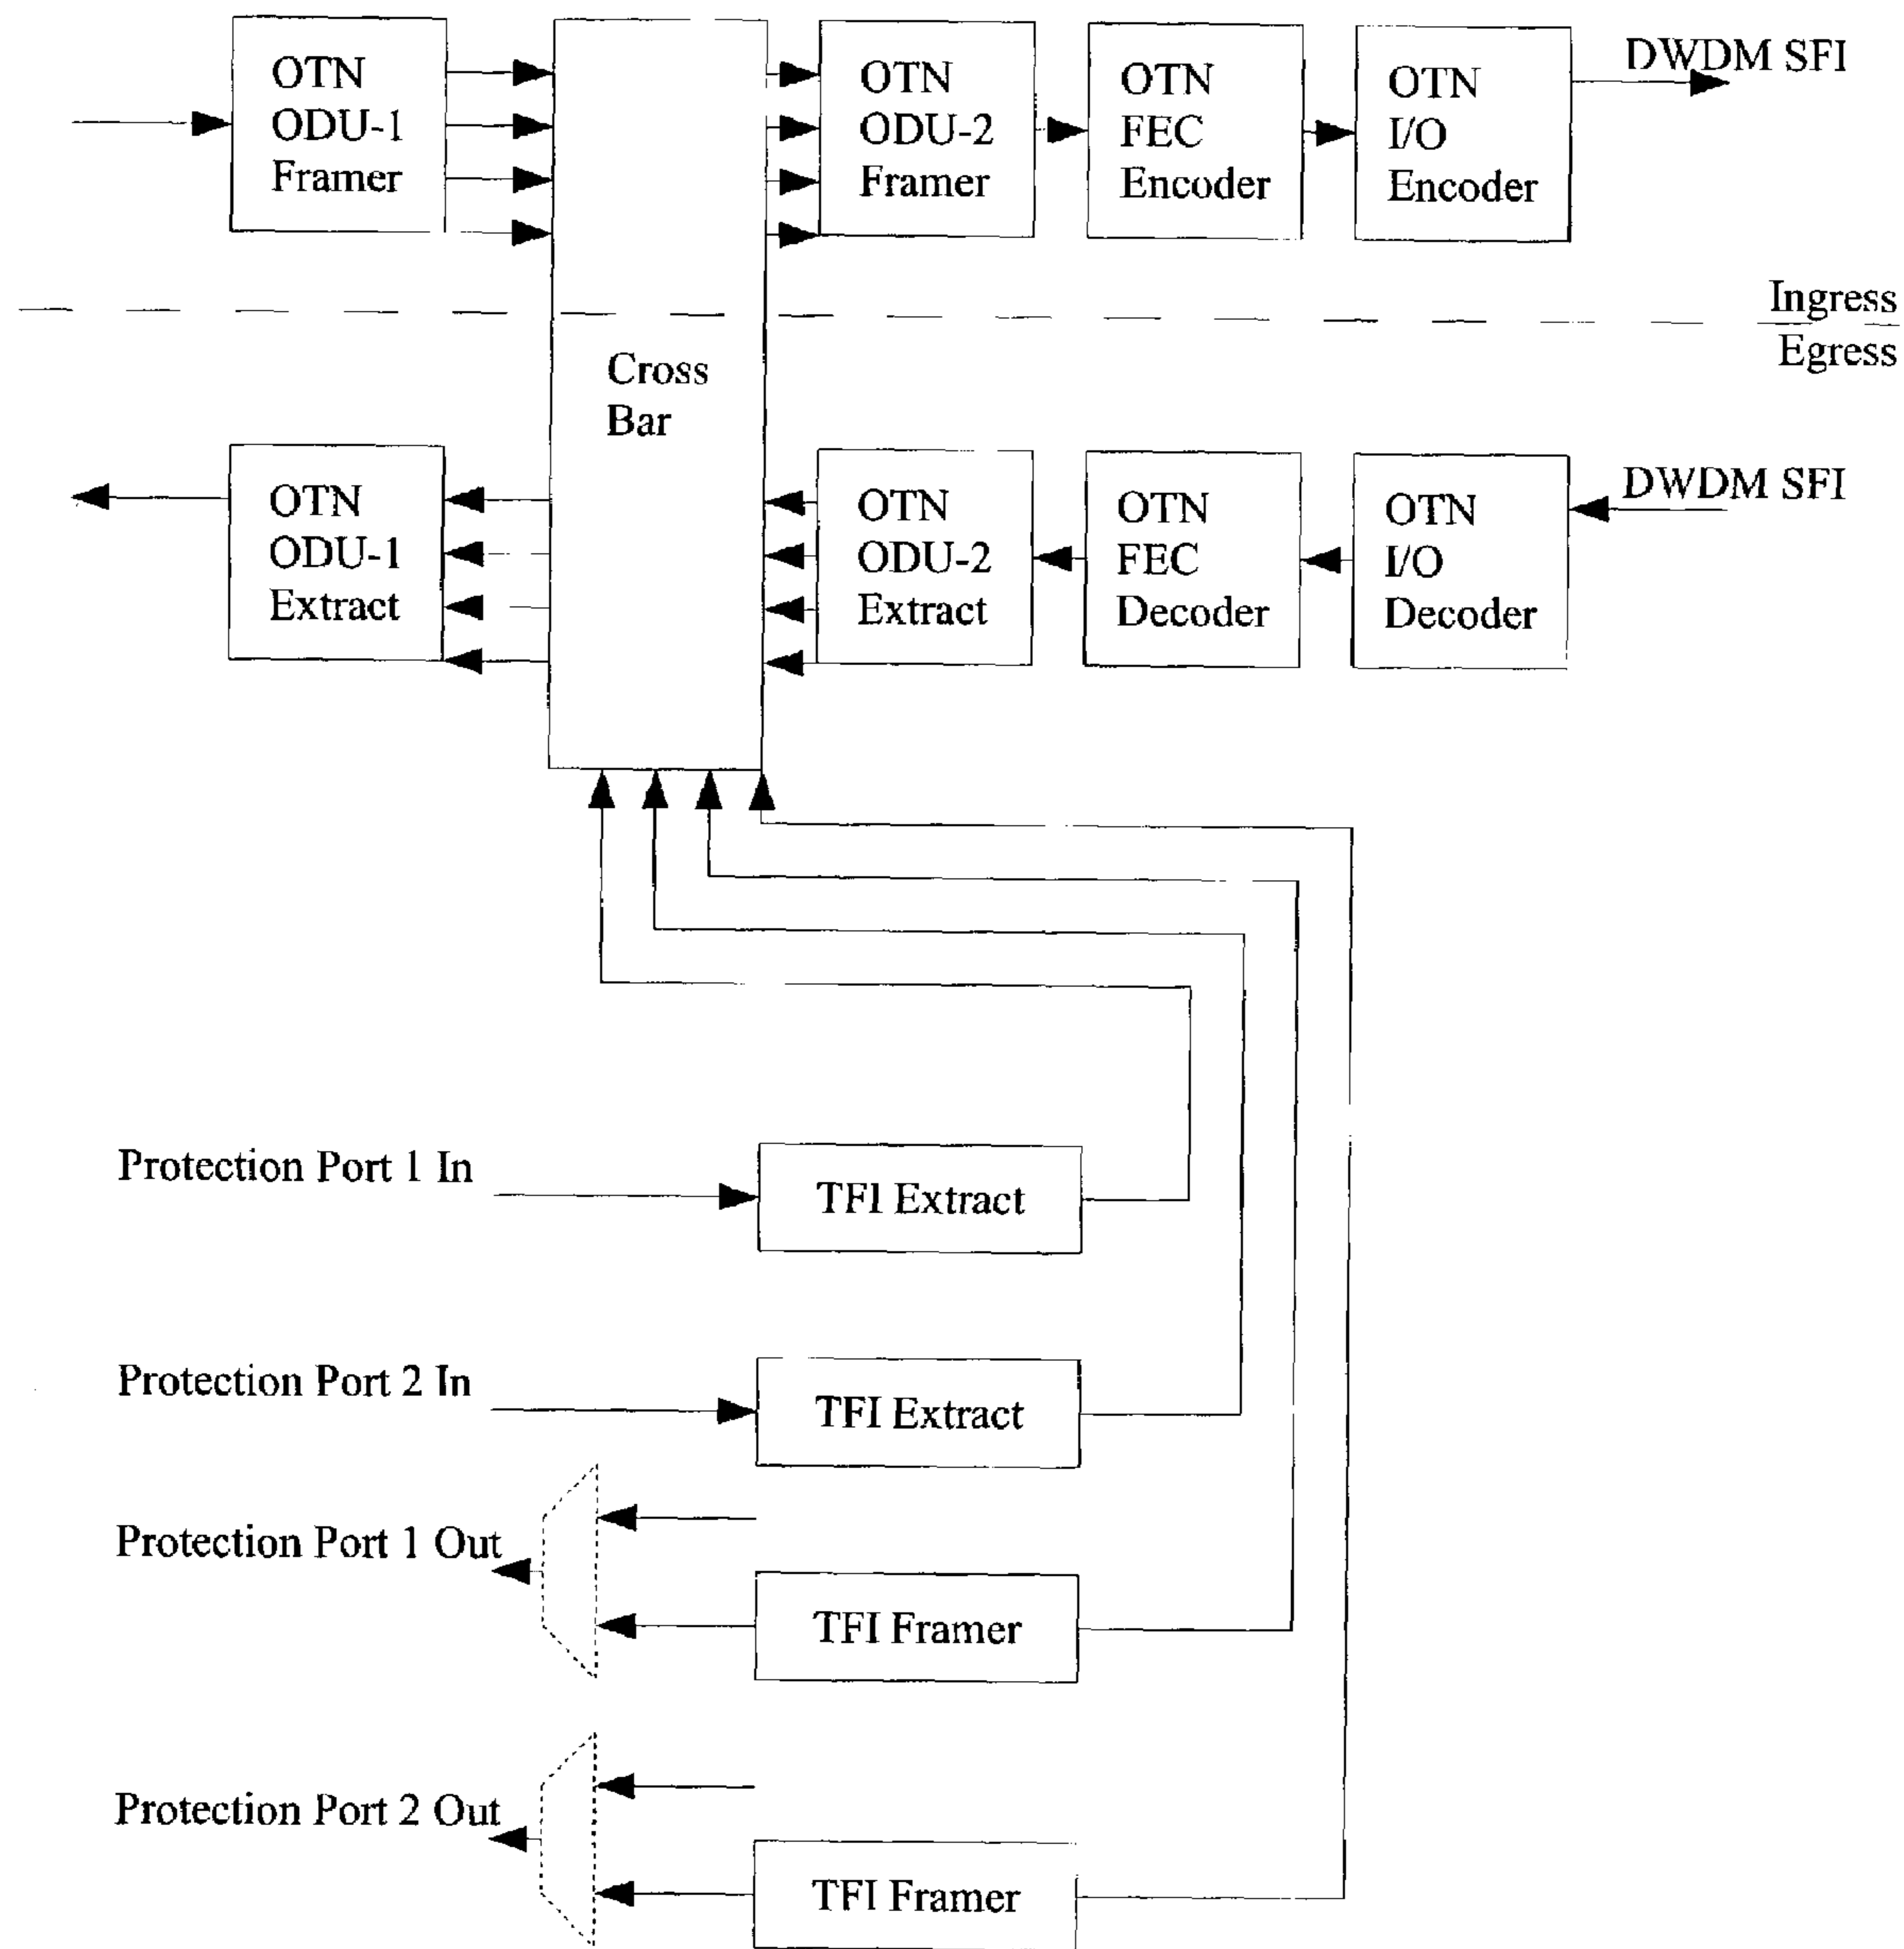 OTN
ODU-1
Framer
OTN
ODU-2
Framer
OTN
FEC
Encoder
OTN
I/O
Encoder
DWDM SFI
Ingress
Egress
Cross
Bar
OTN
ODU-1
Extract
OTN
ODU-2
Extract
OTN
FEC
Decoder
OTN
I/O
Decoder
DWDM SFI
Protection Port 1 In
TFI Extract
Protection Port 2 In
TFI Extract
Protection Port 1 Out
TFI Framer
Protection Port 2 Out
TFI Framer